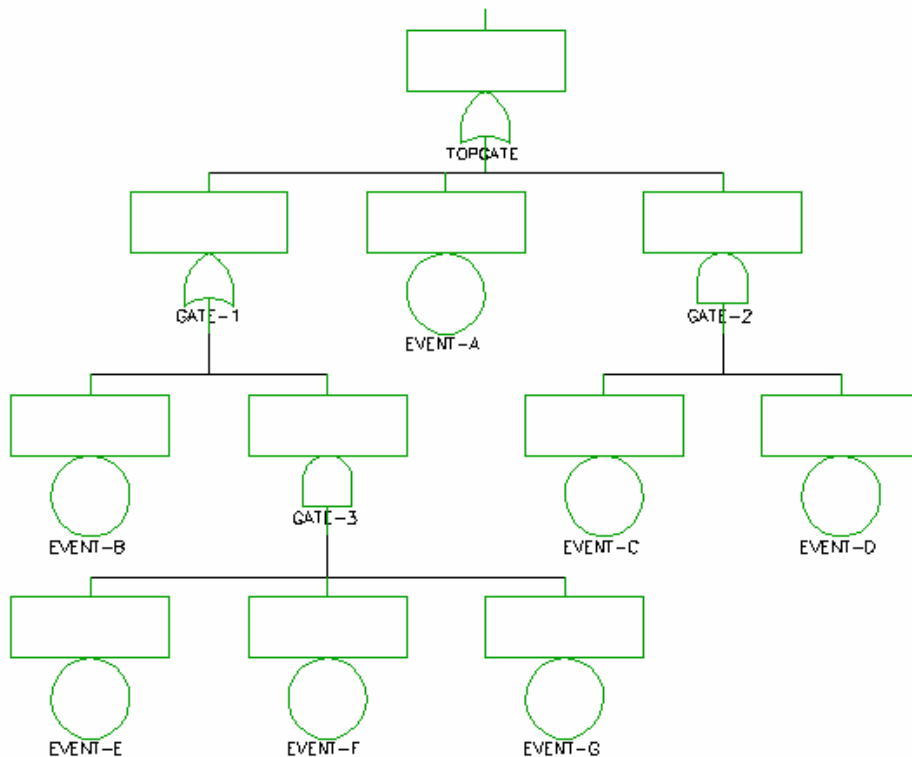 TOPGATE
GATE-1
EVENT-A
GATE-2
EVENT-B
GATE-3
EVENT-C
EVENT-D
EVENT-E
EVENT-F
EVENT-G